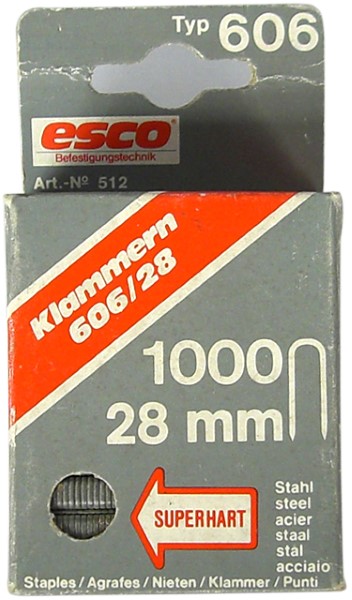 Typ 606
esco®
Befestigungstechnik
Art.-Nº 512
Klammern
606/28
1000
28 mm
SUPERHART
Stahl
steel
acier
staal
stal
acciaio
Staples / Agrafes / Nieten / Klammer / Punti